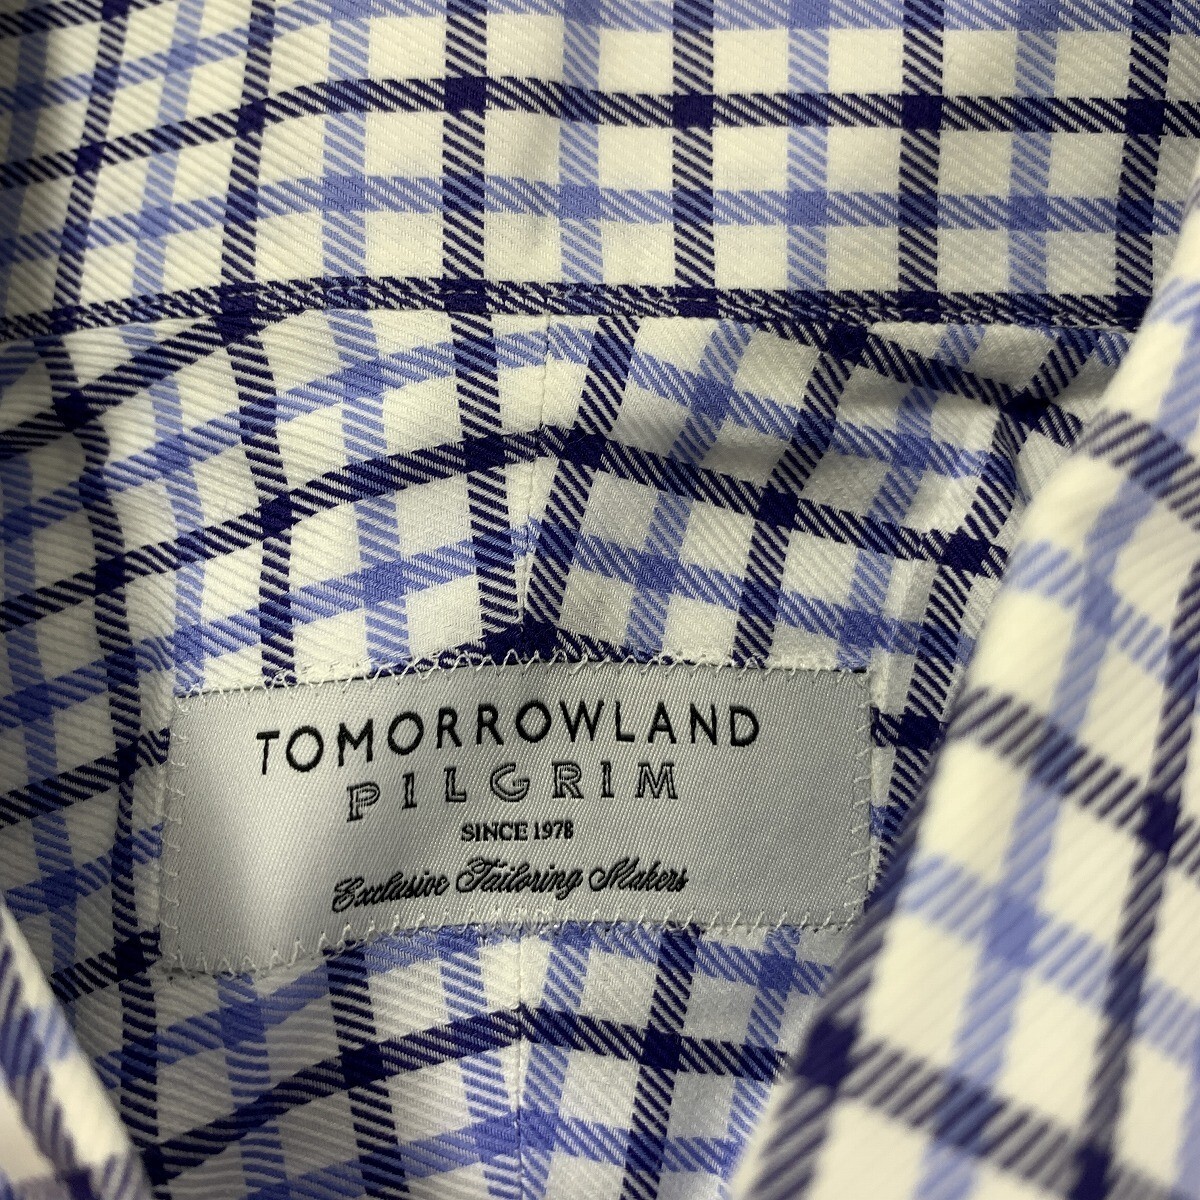 TOMORROWLAND
PILGRIM
SINCE 1978
Exclusive Tailoring Makers